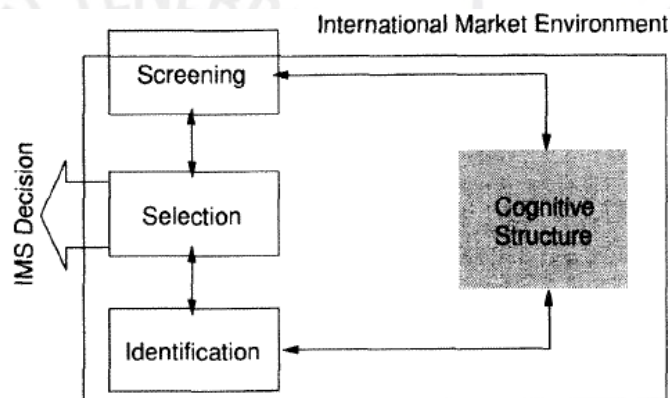 International Market Environment
Screening
IMS Decision
Selection
Cognitive
Structure
Identification